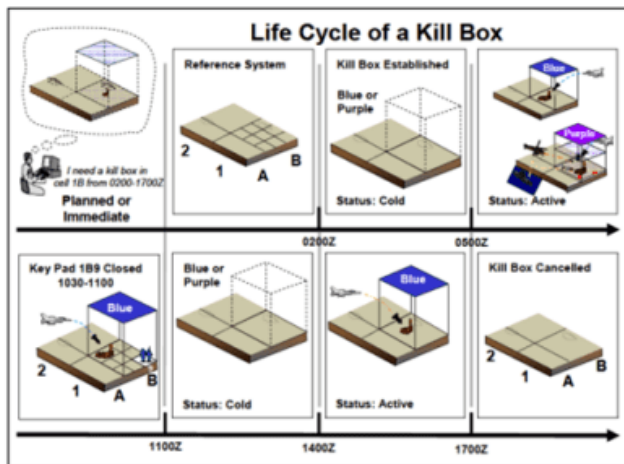 Life Cycle of a Kill Box
I need a kill box in
cell 1B from 0200-1700Z
Planned or
Immediate
Reference System
2
1
A
B
Kill Box Established
Blue or
Purple
Status: Cold
Blue
Purple
Status: Active
0200Z
0500Z
Key Pad 1B9 Closed
1030-1100
Blue
2
1
A
B
Blue or
Purple
Status: Cold
Blue
Status: Active
Kill Box Cancelled
2
1
A
B
1100Z
1400Z
1700Z